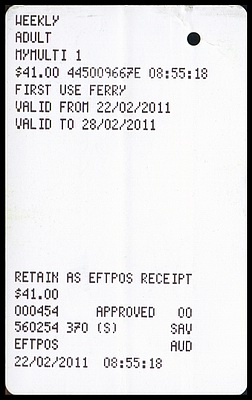 WEEKLY
ADULT
MYMULTI 1
$41.00 445009667E 08:55:18
FIRST USE FERRY
VALID FROM 22/02/2011
VALID TO 28/02/2011
RETAIN AS EFTPOS RECEIPT
$41.00
000454 APPROVED 00
560254 370 (S) SAV
EFTPOS AUD
22/02/2011 08:55:18